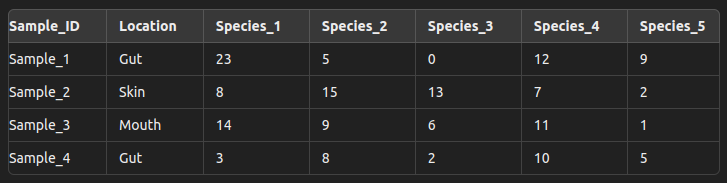 Sample_ID Location Species_1 Species_2 Species_3 Species_4 Species_5
Sample_1 Gut 23 5 0 12 9
Sample_2 Skin 8 15 13 7 2
Sample_3 Mouth 14 9 6 11 1
Sample_4 Gut 3 8 2 10 5